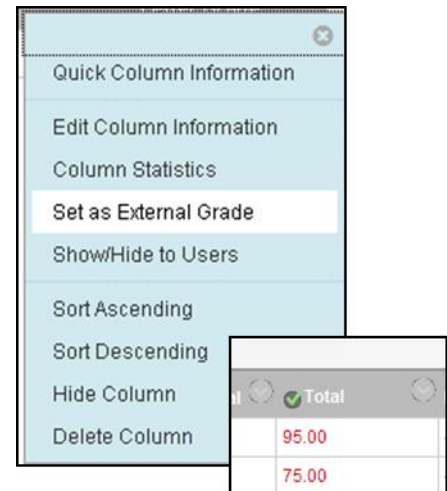 Quick Column Information
Edit Column Information
Column Statistics
Set as External Grade
Show/Hide to Users
Sort Ascending
Sort Descending
Hide Column
Delete Column
Total
95.00
75.00